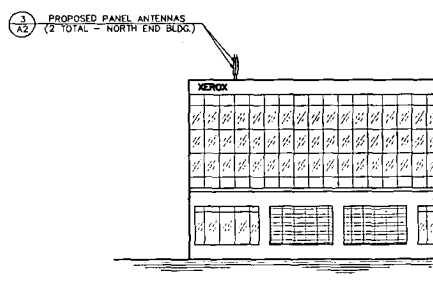 3 PROPOSED PANEL ANTENNAS
A2 (2 TOTAL - NORTH END BLDG.)
XEROX